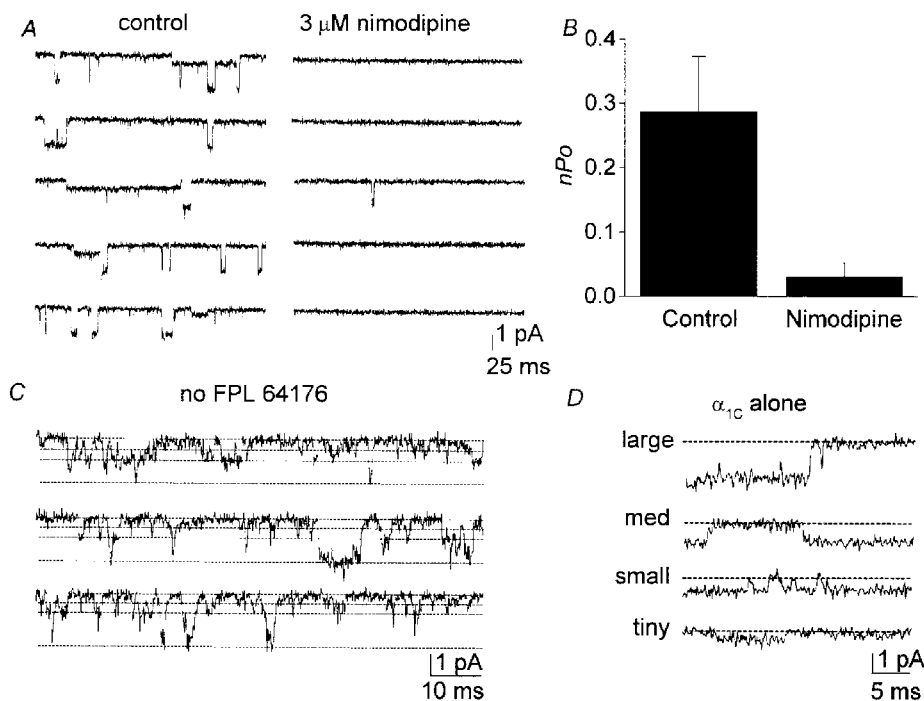 A
control
3 μM nimodipine
1 pA
25 ms
B
nPo
0.4
0.3
0.2
0.1
0.0
Control
Nimodipine
C
no FPL 64176
1 pA
10 ms
D
α1C alone
large
med
small
tiny
1 pA
5 ms